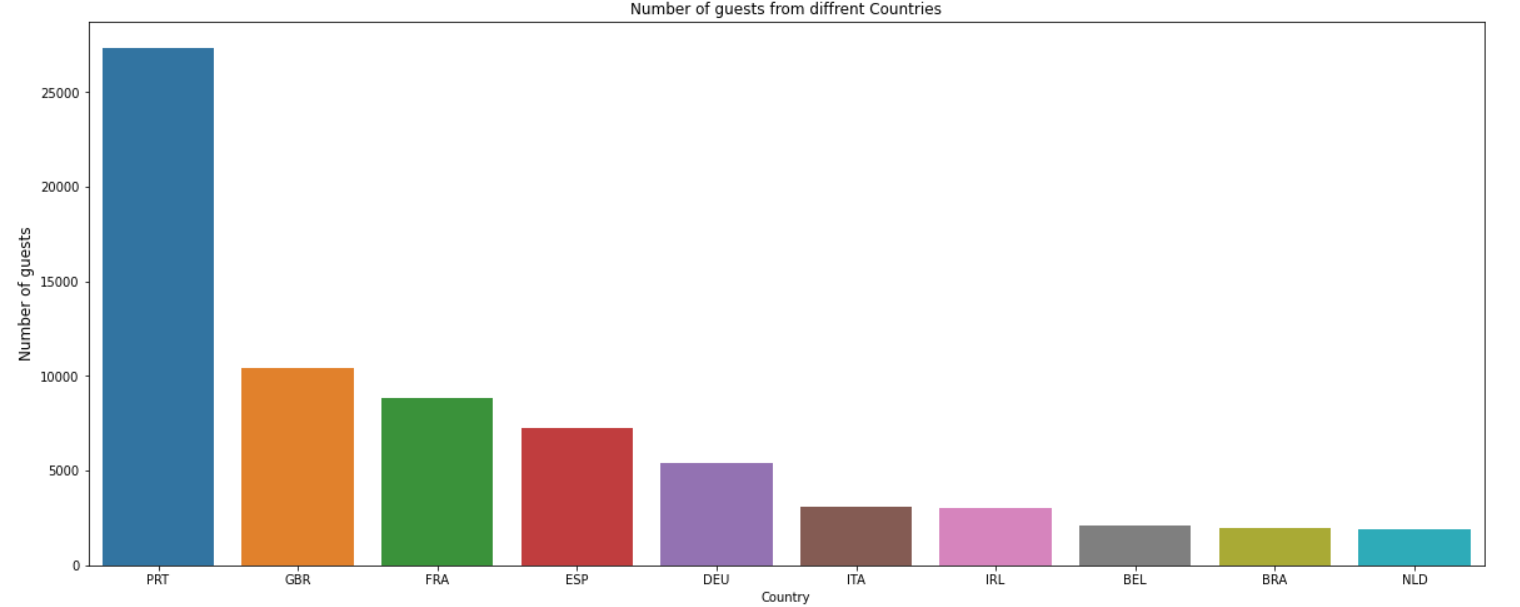 Number of guests from diffrent Countries
Number of guests
25000
20000
15000
10000
5000
0
PRT GBR FRA ESP DEU ITA IRL BEL BRA NLD
Country